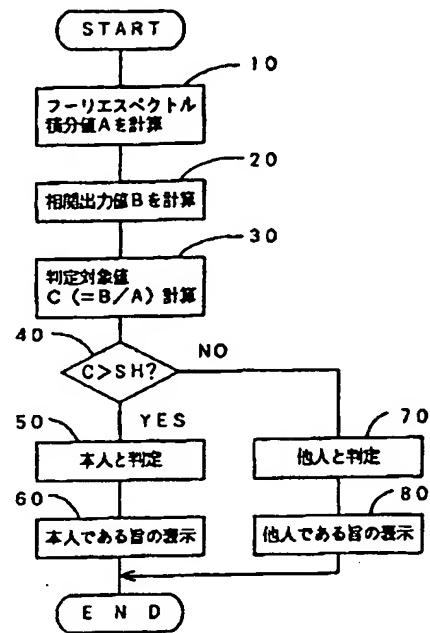 START
10
フーリエスペクトル
積分値Aを計算
20
相関出力値Bを計算
30
判定対象値
C (=B/A) 計算
40
C>SH?
NO
YES
50
本人と判定
70
他人と判定
60
本人である旨の表示
80
他人である旨の表示
END